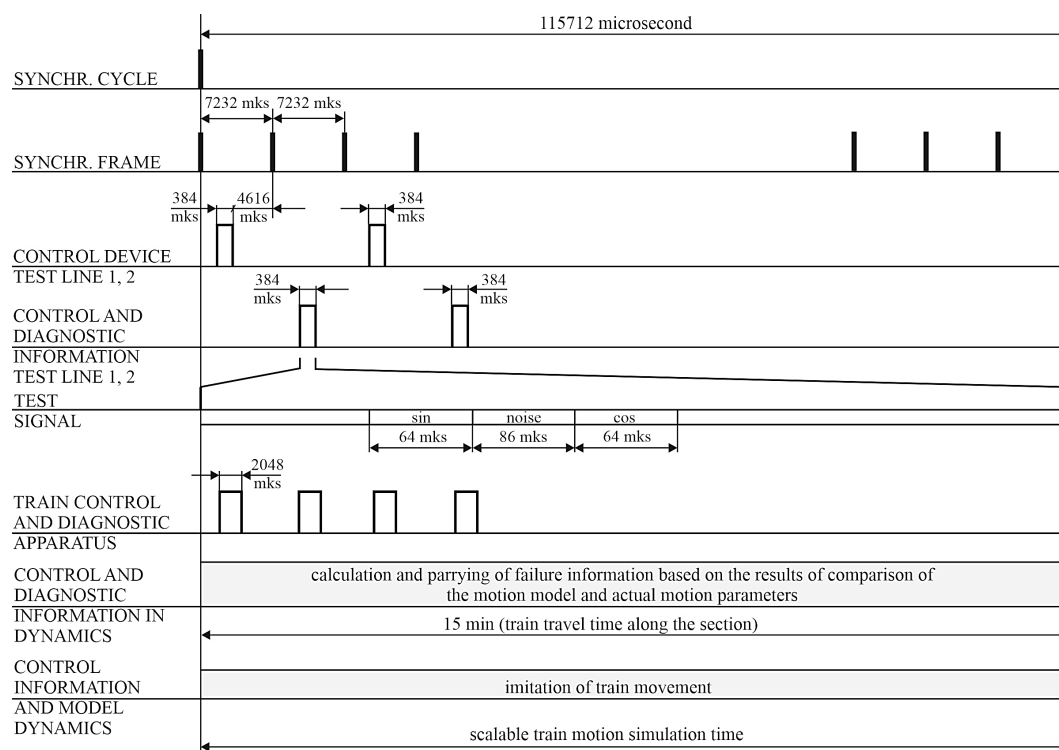 115712 microsecond
SYNCHR. CYCLE
7232 mks
7232 mks
SYNCHR. FRAME
384
mks
4616
mks
384
mks
CONTROL DEVICE
TEST LINE 1, 2
384
mks
384
mks
CONTROL AND
DIAGNOSTIC
INFORMATION
TEST LINE 1, 2
TEST
SIGNAL
sin
noise
cos
64 mks
86 mks
64 mks
2048
mks
TRAIN CONTROL
AND DIAGNOSTIC
APPARATUS
CONTROL AND
DIAGNOSTIC
INFORMATION IN
DYNAMICS
calculation and parrying of failure information based on the results of comparison of
the motion model and actual motion parameters
15 min (train travel time along the section)
CONTROL
INFORMATION
AND MODEL
DYNAMICS
imitation of train movement
scalable train motion simulation time